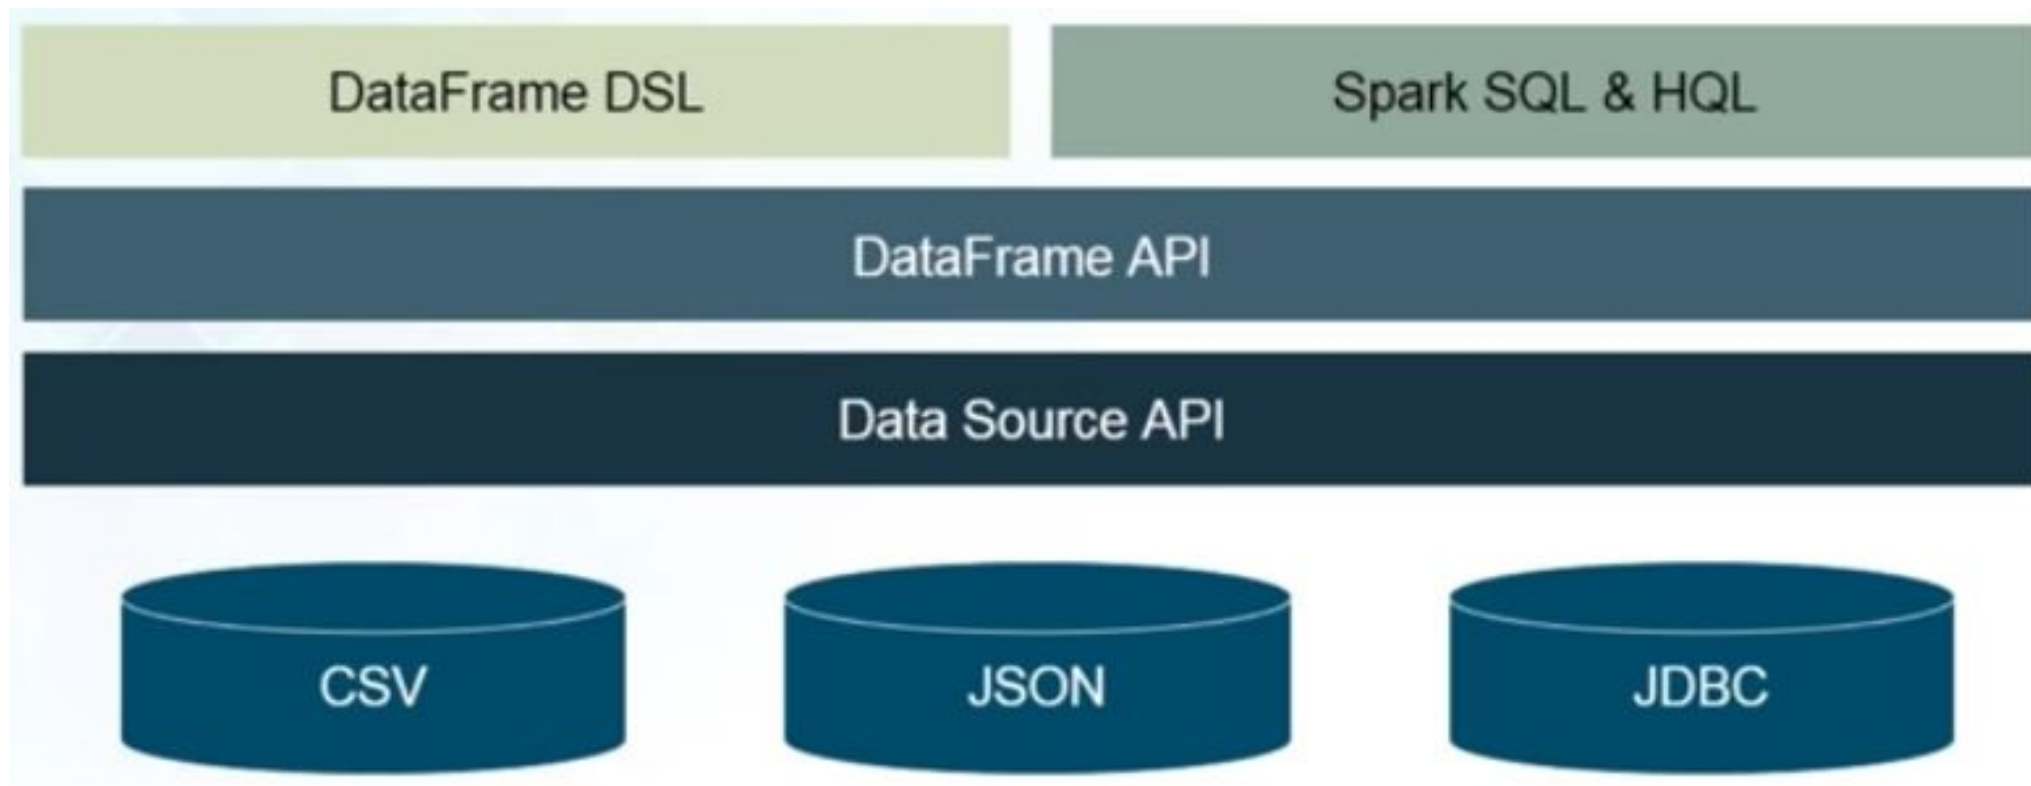 DataFrame DSL
Spark SQL & HQL
DataFrame API
Data Source API
CSV
JSON
JDBC